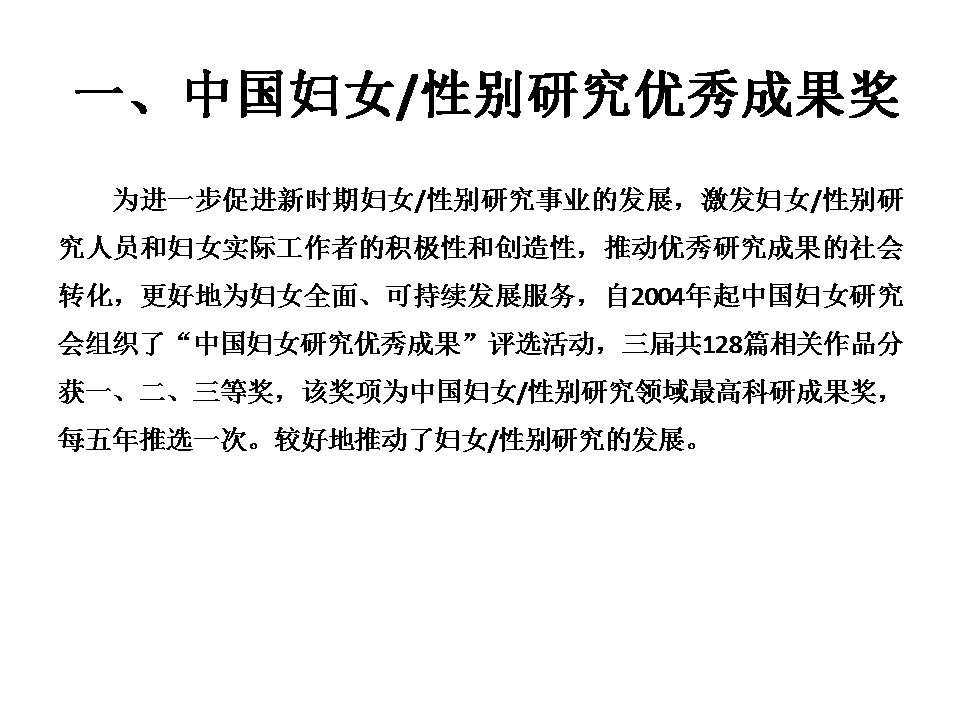 一、中国妇女/性别研究优秀成果奖
为进一步促进新时期妇女/性别研究事业的发展，激发妇女/性别研
究人员和妇女实际工作者的积极性和创造性，推动优秀研究成果的社会
转化，更好地为妇女全面、可持续发展服务，自2004年起中国妇女研究
会组织了“中国妇女研究优秀成果”评选活动，三届共128篇相关作品分
获一、二、三等奖，该奖项为中国妇女/性别研究领域最高科研成果奖，
每五年推选一次。较好地推动了妇女/性别研究的发展。